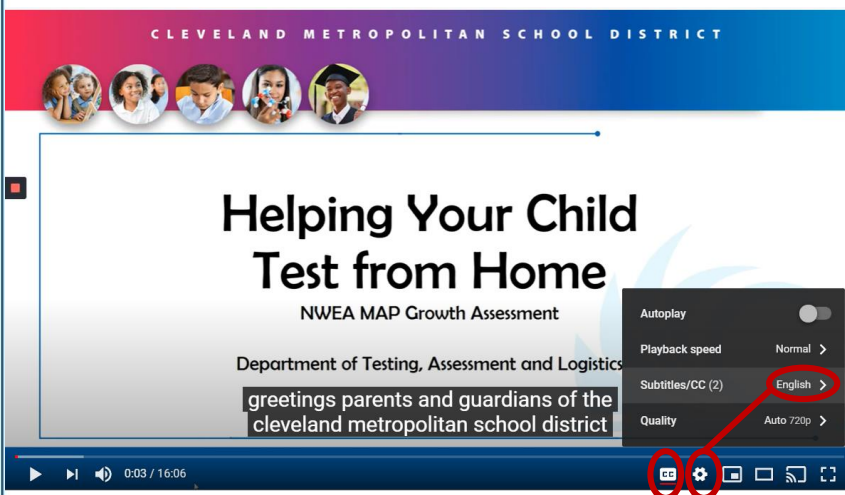 CLEVELAND METROPOLITAN SCHOOL DISTRICT
Helping Your Child
Test from Home
NWEA MAP Growth Assessment
Department of Testing, Assessment and Logistics
greetings parents and guardians of the
cleveland metropolitan school district
Autoplay
Playback speed Normal
Subtitles/CC (2) English
Quality Auto 720p
0:03 / 16:06
CC